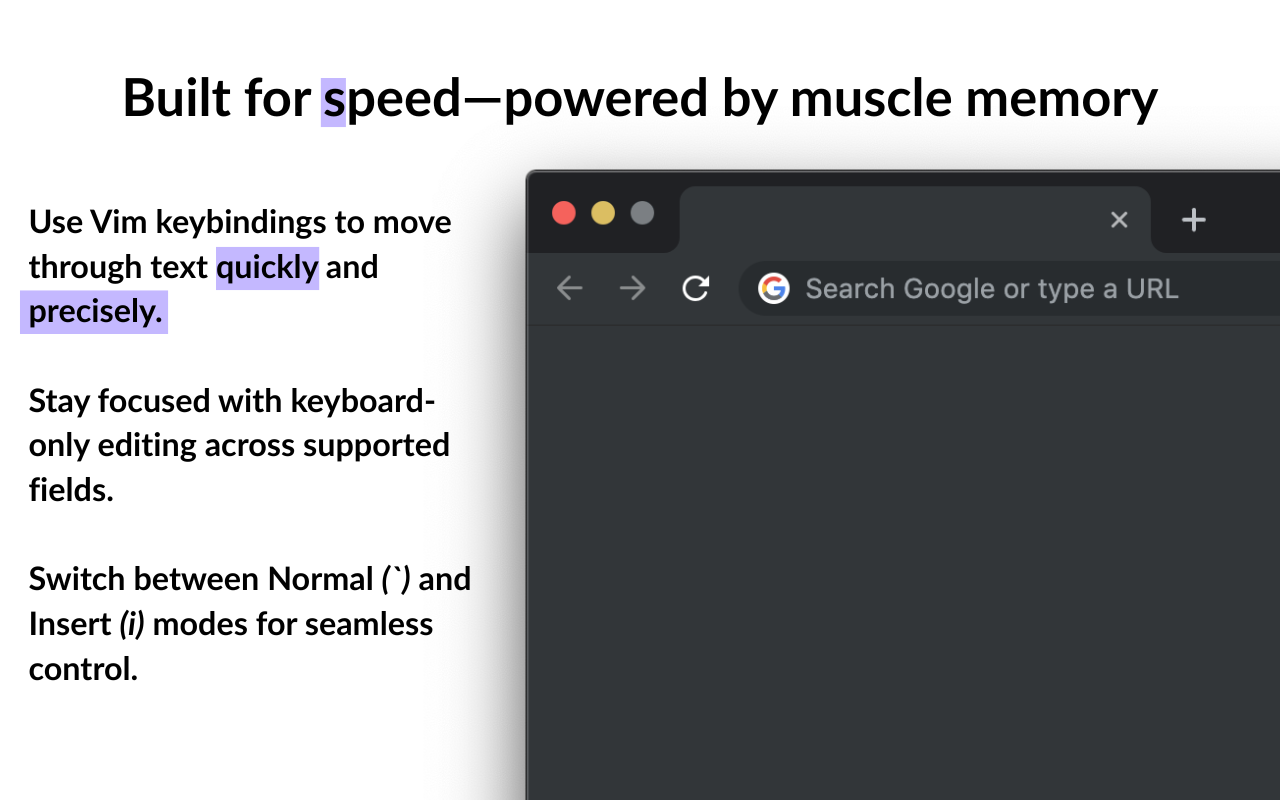 Built for speed—powered by muscle memory
Use Vim keybindings to move
through text quickly and
precisely.
Stay focused with keyboard-
only editing across supported
fields.
Switch between Normal (`) and
Insert (i) modes for seamless
control.
Search Google or type a URL